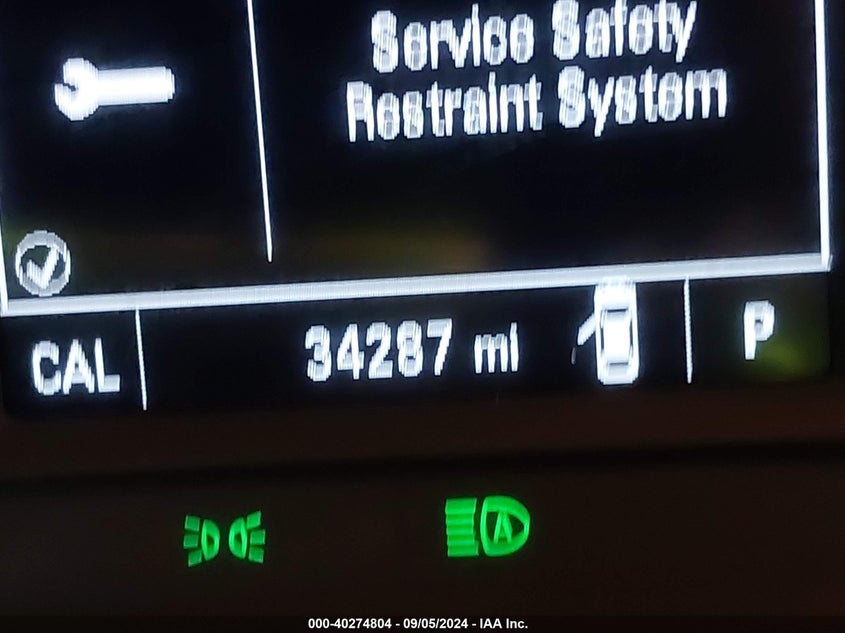 Service Safety
Restraint System
CAL
34287 mi
P
A
000-40274804 - 09/05/2024 - IAA Inc.